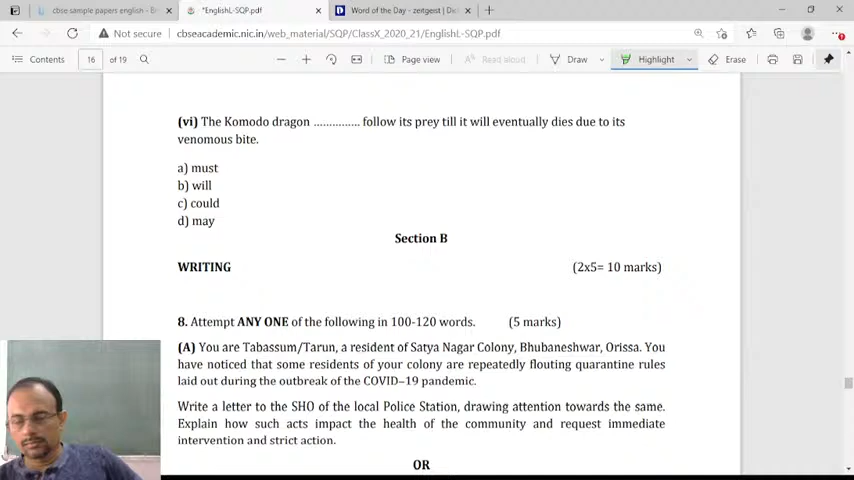 cbse sample papers english - Bi
*EnglishL-SQP.pdf
Word of the Day - zeitgeist | Dict
Not secure
cbseacademic.nic.in/web_material/SQP/ClassX_2020_21/EnglishL-SQP.pdf
Contents
16
of 19
Page view
Read aloud
Draw
Highlight
Erase
(vi) The Komodo dragon …………… follow its prey till it will eventually dies due to its
venomous bite.
a) must
b) will
c) could
d) may
Section B
WRITING (2x5= 10 marks)
8. Attempt ANY ONE of the following in 100-120 words. (5 marks)
(A) You are Tabassum/Tarun, a resident of Satya Nagar Colony, Bhubaneshwar, Orissa. You
have noticed that some residents of your colony are repeatedly flouting quarantine rules
laid out during the outbreak of the COVID–19 pandemic.
Write a letter to the SHO of the local Police Station, drawing attention towards the same.
Explain how such acts impact the health of the community and request immediate
intervention and strict action.
OR